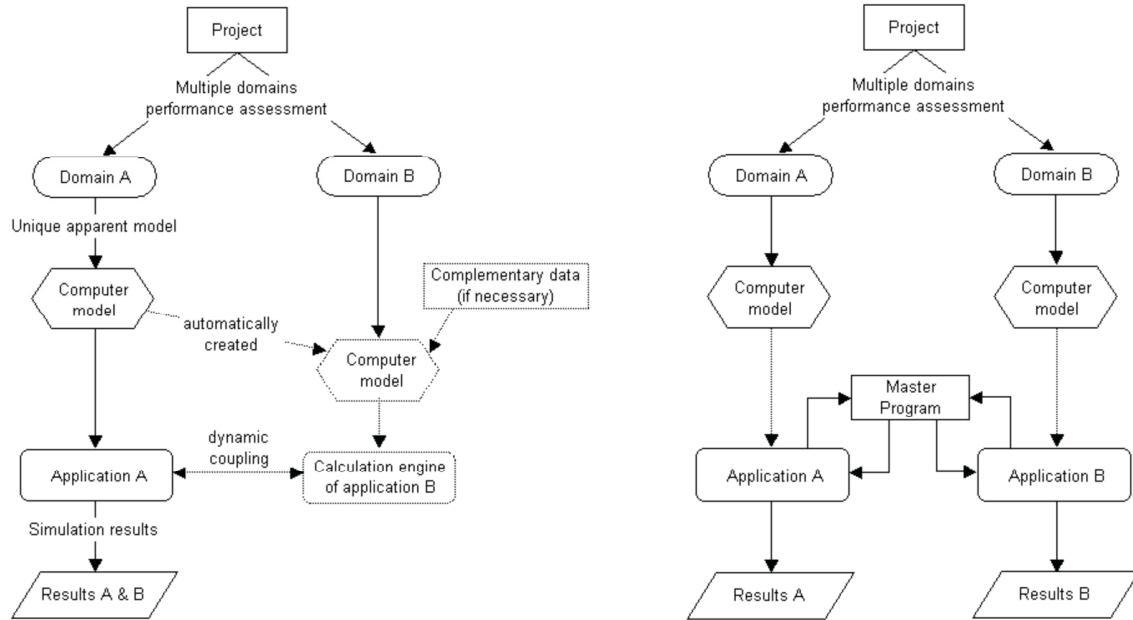 Project
Multiple domains
performance assessment
Domain A
Domain B
Unique apparent model
Computer
model
Complementary data
(if necessary)
automatically
created
Computer
model
dynamic
coupling
Application A
Calculation engine
of application B
Simulation results
Results A & B
Project
Multiple domains
performance assessment
Domain A
Domain B
Computer
model
Computer
model
Master
Program
Application A
Application B
Results A
Results B